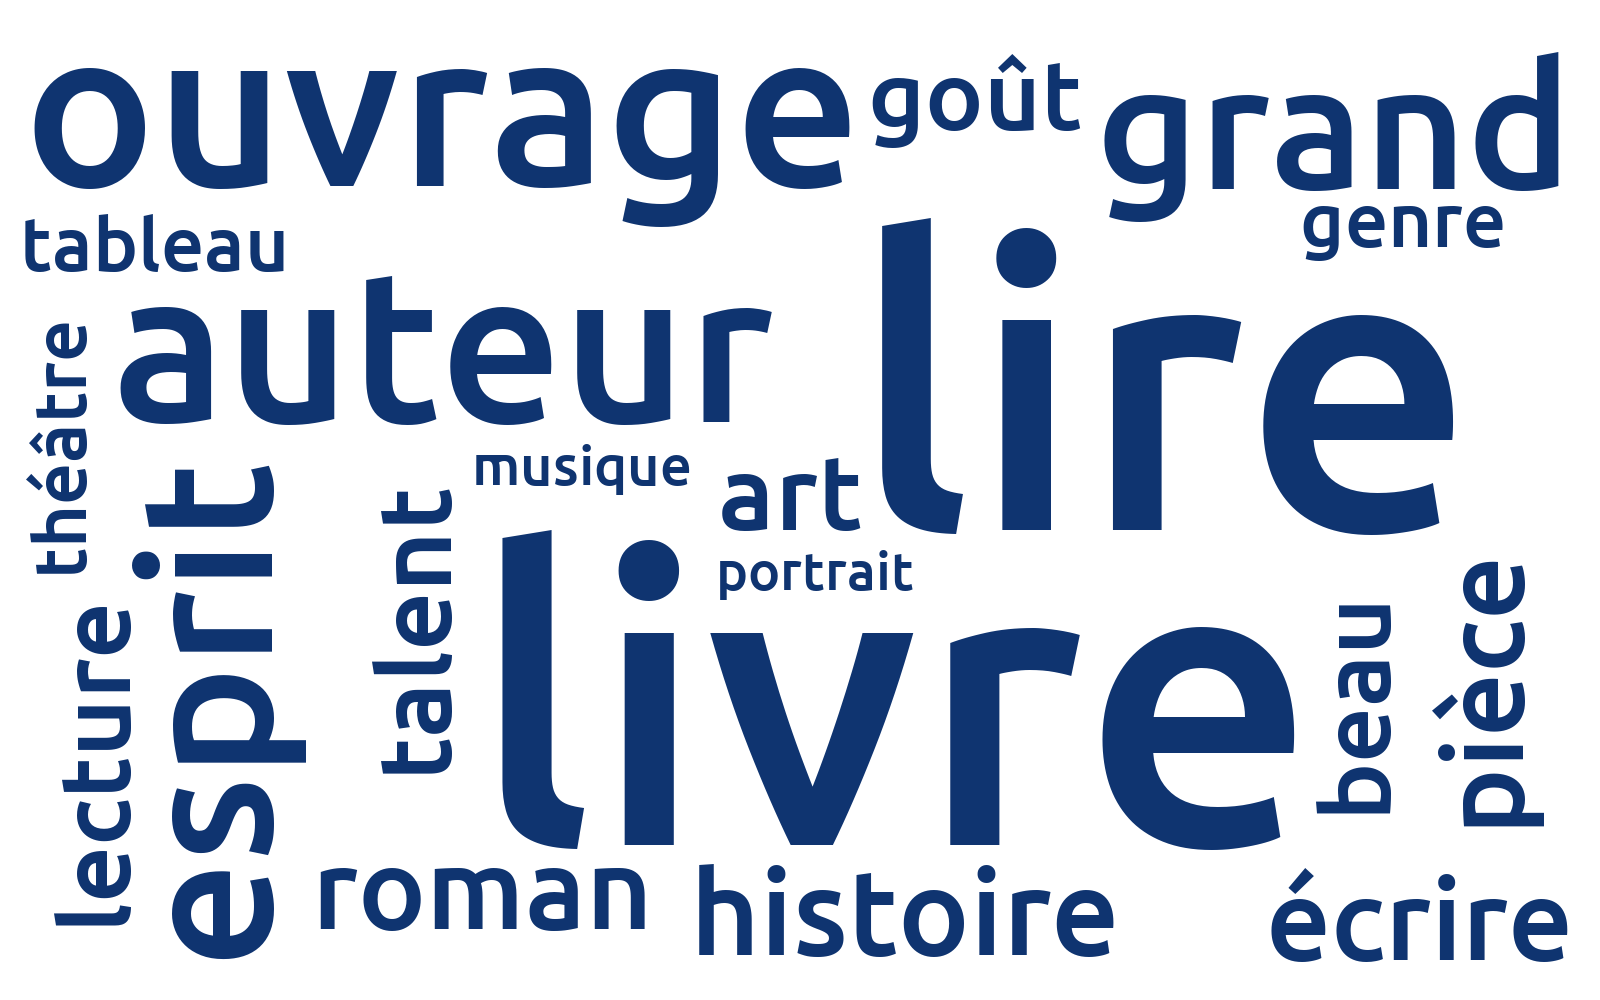 ouvrage
goût
grand
tableau
genre
auteur
lire
théâtre
musique
art
esprit
talent
portrait
livre
lecture
beau
pièce
roman
histoire
écrire